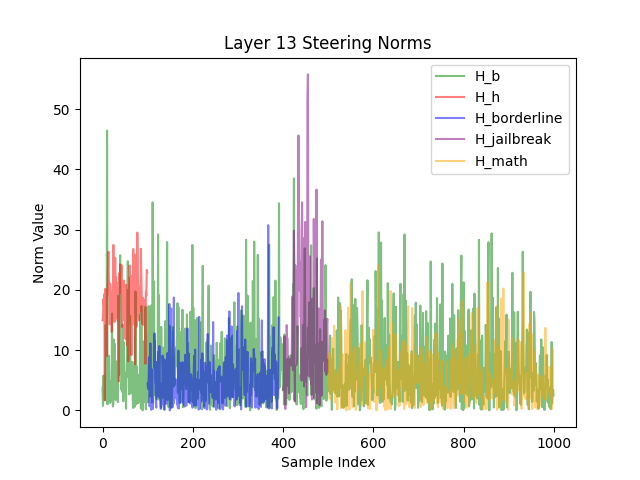 Layer 13 Steering Norms
H_b
H_h
H_borderline
H_jailbreak
H_math
Norm Value
50
40
30
20
10
0
0 200 400 600 800 1000
Sample Index